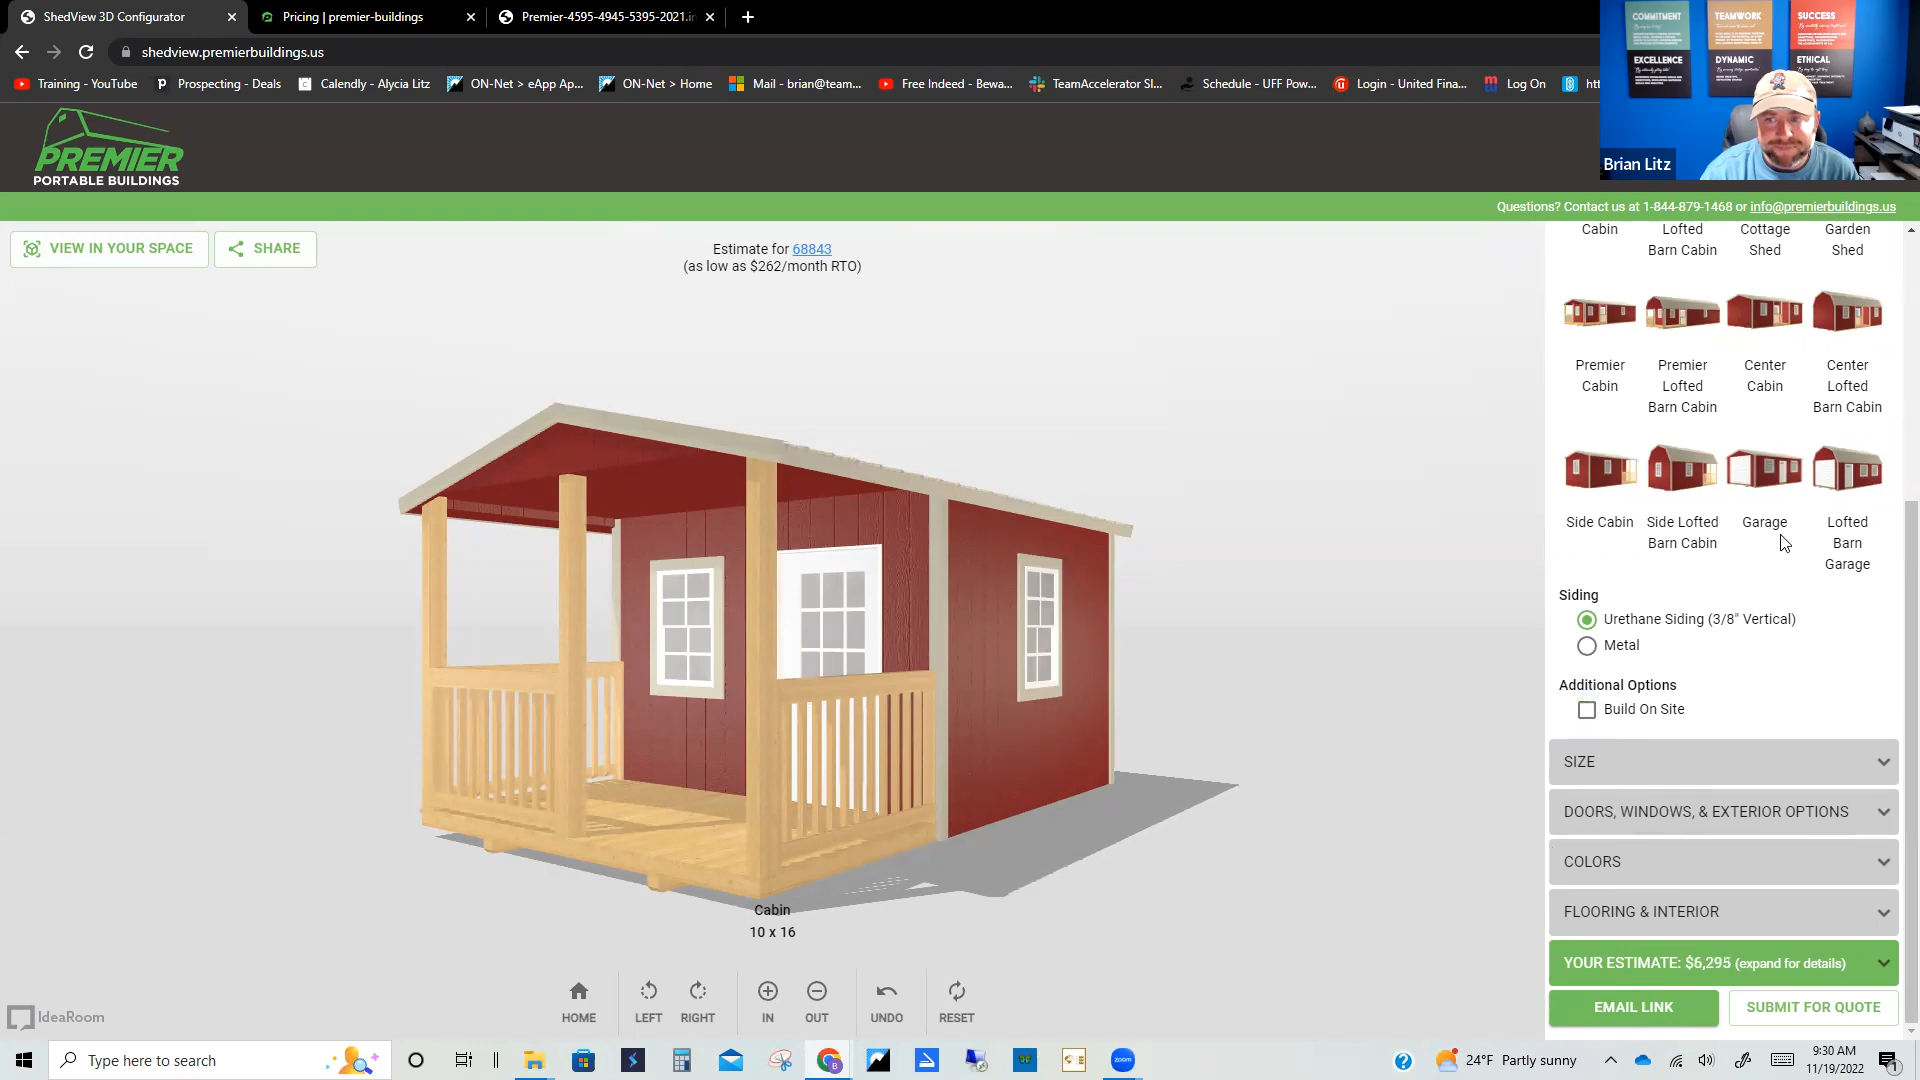 ShedView 3D Configurator
Pricing | premier-buildings
Premier-4595-4945-5395-2021.in
shedview.premierbuildings.us
Training - YouTube
Prospecting - Deals
Calendly - Alycia Litz
ON-Net > eApp Ap...
ON-Net > Home
Mail - brian@team...
Free Indeed - Bewa...
TeamAccelerator Sl...
Schedule - UFF Pow...
Login - United Fina...
Log On
htt
COMMITMENT
TEAMWORK
SUCCESS
EXCELLENCE
DYNAMIC
ETHICAL
Brian Litz
PREMIER
PORTABLE BUILDINGS
Questions? Contact us at 1-844-879-1468 or info@premierbuildings.us
VIEW IN YOUR SPACE
SHARE
Estimate for 68843
(as low as $262/month RTO)
Cabin
Lofted
Barn Cabin
Cottage
Shed
Garden
Shed
Premier
Cabin
Premier
Lofted
Barn Cabin
Center
Cabin
Center
Lofted
Barn Cabin
Side Cabin
Side Lofted
Barn Cabin
Garage
Lofted
Barn
Garage
Siding
Urethane Siding (3/8" Vertical)
Metal
Additional Options
Build On Site
SIZE
DOORS, WINDOWS, & EXTERIOR OPTIONS
COLORS
FLOORING & INTERIOR
YOUR ESTIMATE: $6,295 (expand for details)
EMAIL LINK
SUBMIT FOR QUOTE
Cabin
10 x 16
HOME
LEFT
RIGHT
IN
OUT
UNDO
RESET
IdeaRoom
Type here to search
24°F Partly sunny
9:30 AM
11/19/2022
1